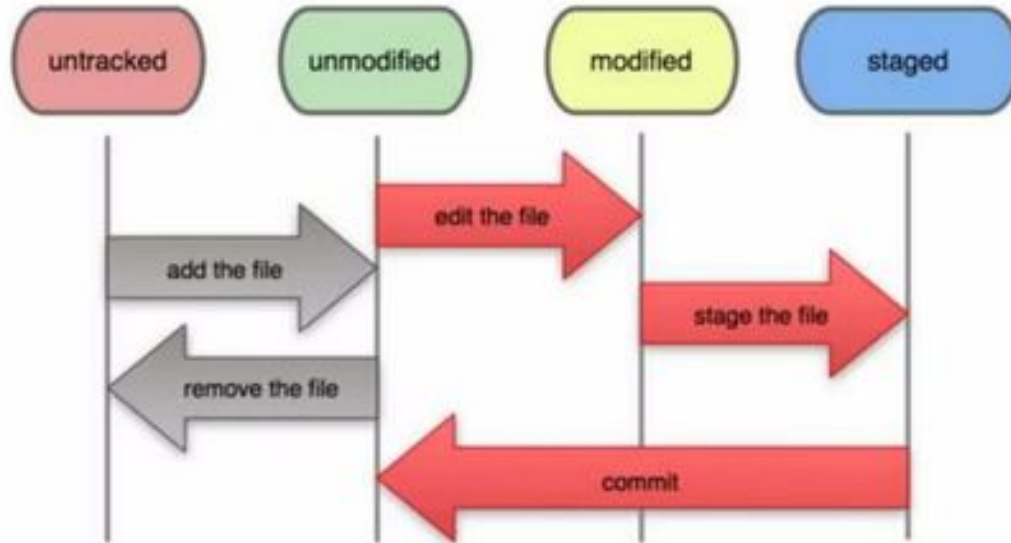 untracked
unmodified
modified
staged
edit the file
add the file
stage the file
remove the file
commit